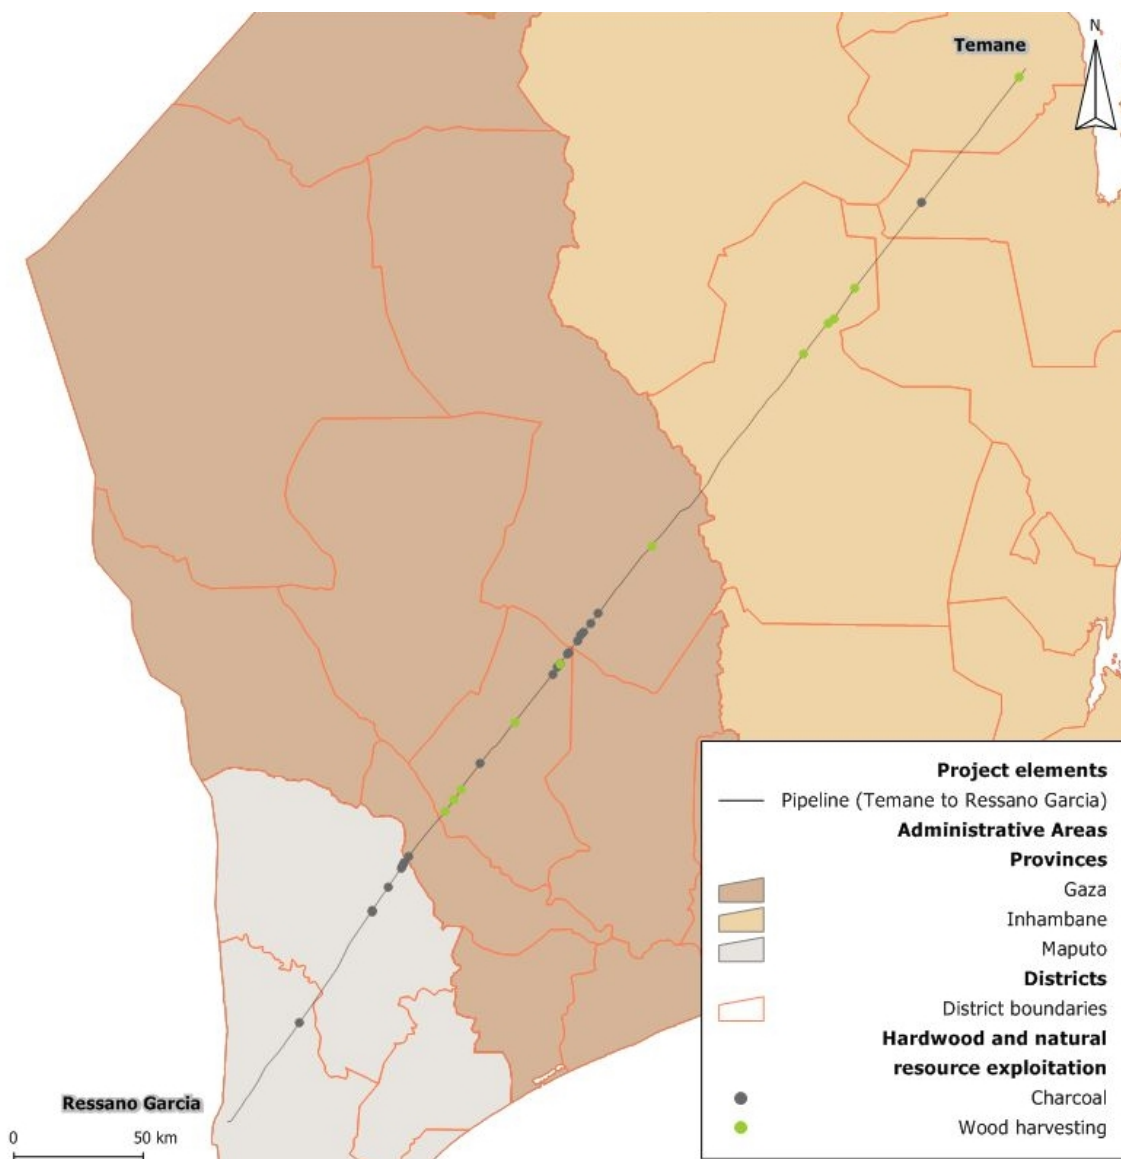 Temane
N
Project elements
Pipeline (Temane to Ressano Garcia)
Administrative Areas
Provinces
Gaza
Inhambane
Maputo
Districts
District boundaries
Hardwood and natural
resource exploitation
Charcoal
Wood harvesting
Ressano Garcia
0 50 km